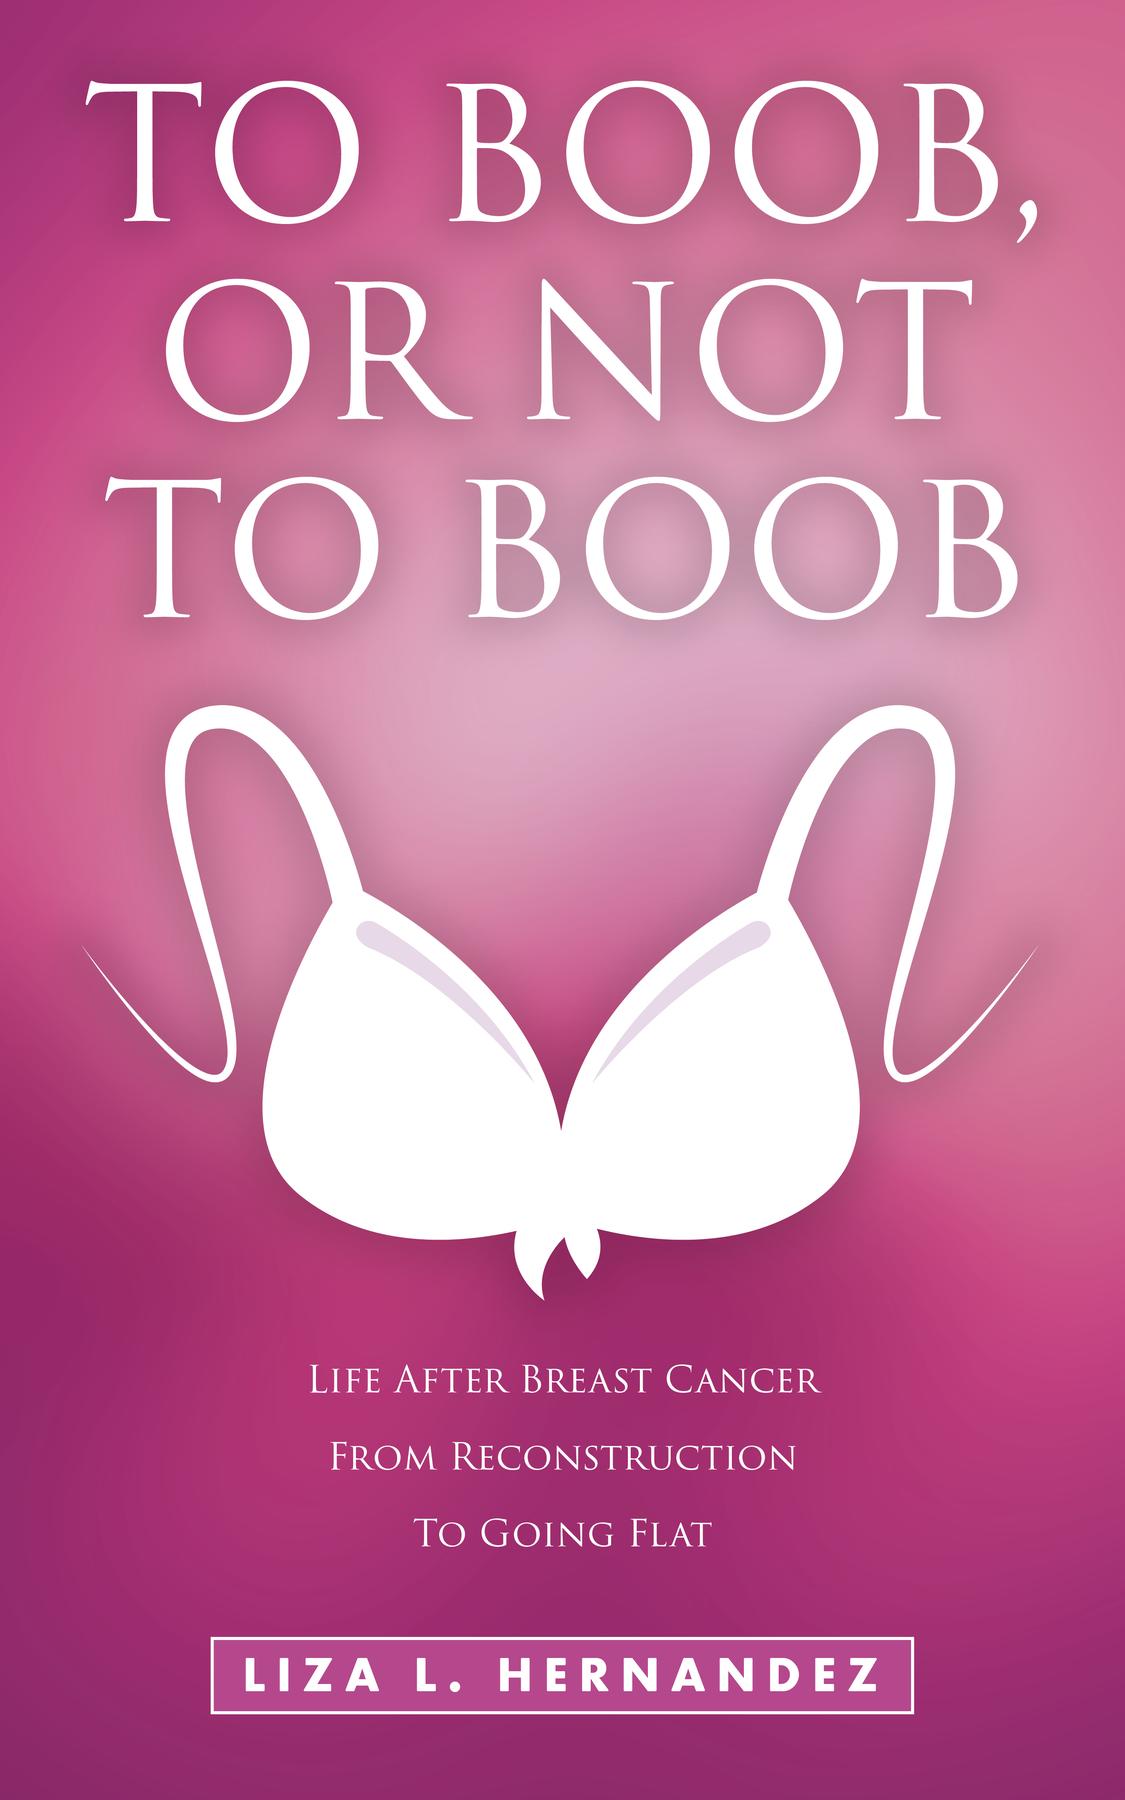 TO BOOB,
OR NOT
TO BOOB
LIFE AFTER BREAST CANCER
FROM RECONSTRUCTION
TO GOING FLAT
LIZA L. HERNANDEZ